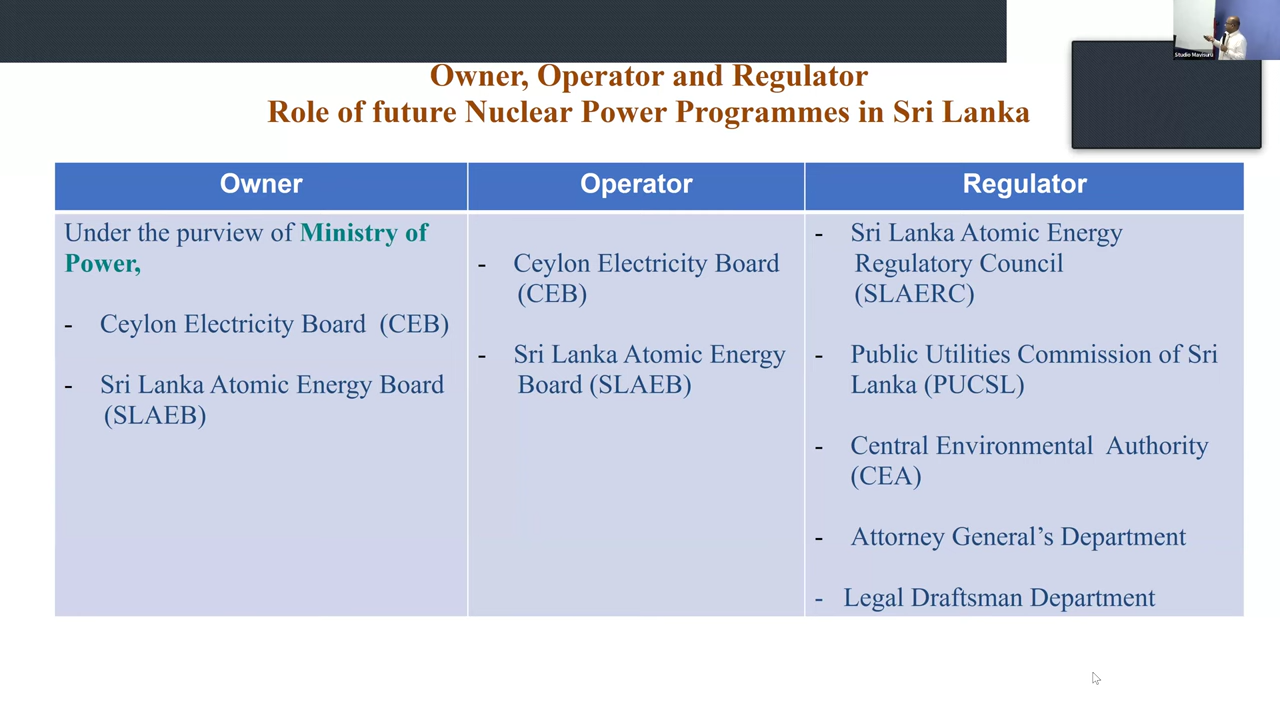 Studio Mavisuru
Owner, Operator and Regulator
Role of future Nuclear Power Programmes in Sri Lanka
Owner
Operator
Regulator
Under the purview of Ministry of
Power,
- Ceylon Electricity Board (CEB)
- Sri Lanka Atomic Energy Board
(SLAEB)
- Ceylon Electricity Board
(CEB)
- Sri Lanka Atomic Energy
Board (SLAEB)
- Sri Lanka Atomic Energy
Regulatory Council
(SLAERC)
- Public Utilities Commission of Sri
Lanka (PUCSL)
- Central Environmental Authority
(CEA)
- Attorney General’s Department
- Legal Draftsman Department